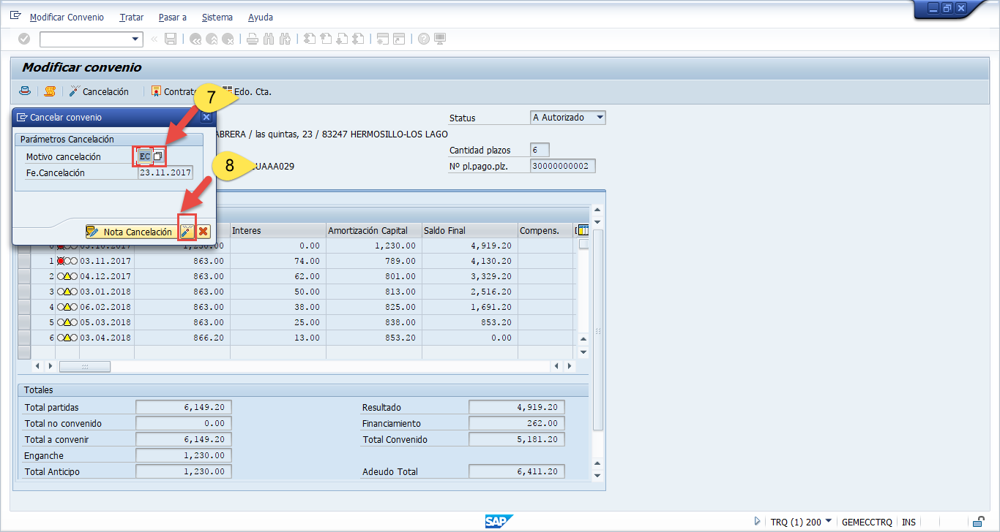 Modificar Convenio Tratar Pasar a Sistema Ayuda
Modificar convenio
Cancelación Contrat Edo. Cta.
7
Cancelar convenio
Parámetros Cancelación
Motivo cancelación EC
Fe.Cancelación 23.11.2017
Nota Cancelación
8
Status A Autorizado
ABRERA / las quintas, 23 / 83247 HERMOSILLO-LOS LAGO
Cantidad plazos 6
UAAA029
Nº pl.pago.plz. 30000000002
Interes Amortización Capital Saldo Final Compens.
0 03.10.2017 1,230.00 0.00 1,230.00 4,919.20
1 03.11.2017 863.00 74.00 789.00 4,130.20
2 04.12.2017 863.00 62.00 801.00 3,329.20
3 03.01.2018 863.00 50.00 813.00 2,516.20
4 06.02.2018 863.00 38.00 825.00 1,691.20
5 05.03.2018 863.00 25.00 838.00 853.20
6 03.04.2018 866.20 13.00 853.20 0.00
Totales
Total partidas 6,149.20 Resultado 4,919.20
Total no convenido 0.00 Financiamiento 262.00
Total a convenir 6,149.20 Total Convenido 5,181.20
Enganche 1,230.00
Total Anticipo 1,230.00 Adeudo Total 6,411.20
SAP TRQ (1) 200 GEMECCTRQ INS